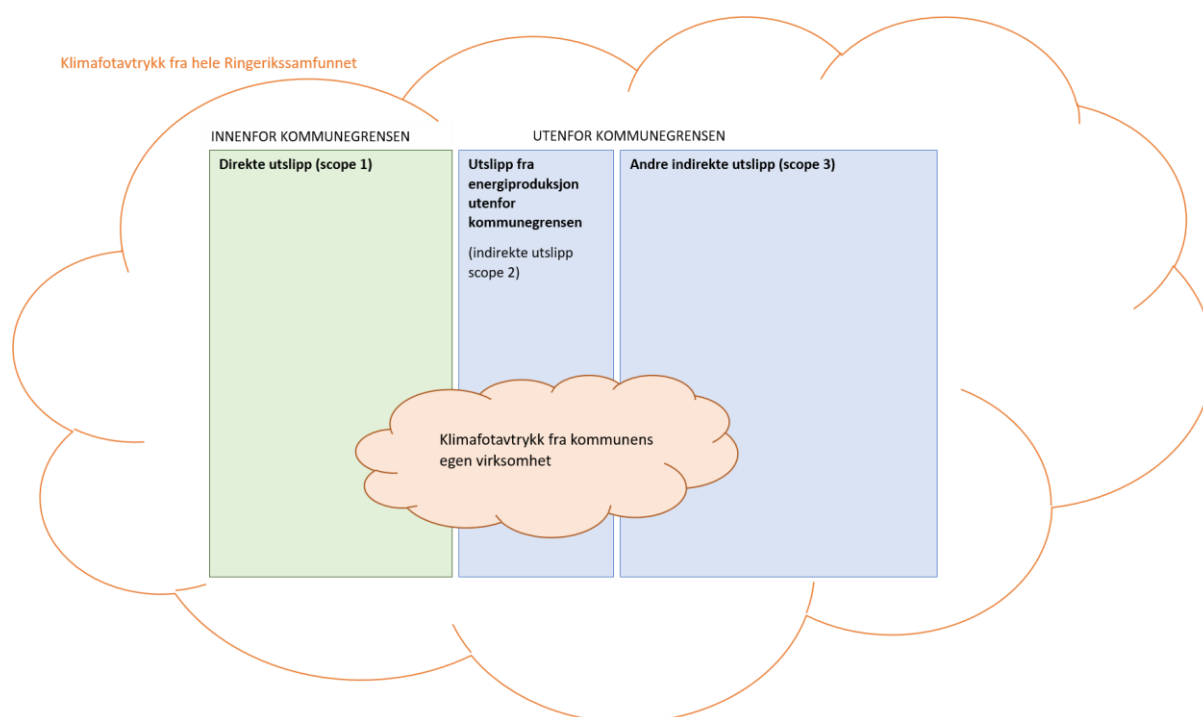 Klimafotavtrykk fra hele Ringerikssamfunnet
INNENFOR KOMMUNEGRENSEN
UTENFOR KOMMUNEGRENSEN
Direkte utslipp (scope 1)
Utslipp fra
energiproduksjon
utenfor
kommunegrensen
(indirekte utslipp
scope 2)
Andre indirekte utslipp (scope 3)
Klimafotavtrykk fra kommunens
egen virksomhet